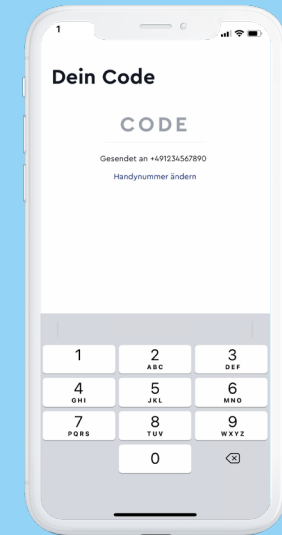 1
Dein Code
CODE
Gesendet an +491234567890
Handynummer ändern
1 2 3
ABC DEF
4 5 6
GHI JKL MNO
7 8 9
PQRS TUV WXYZ
0